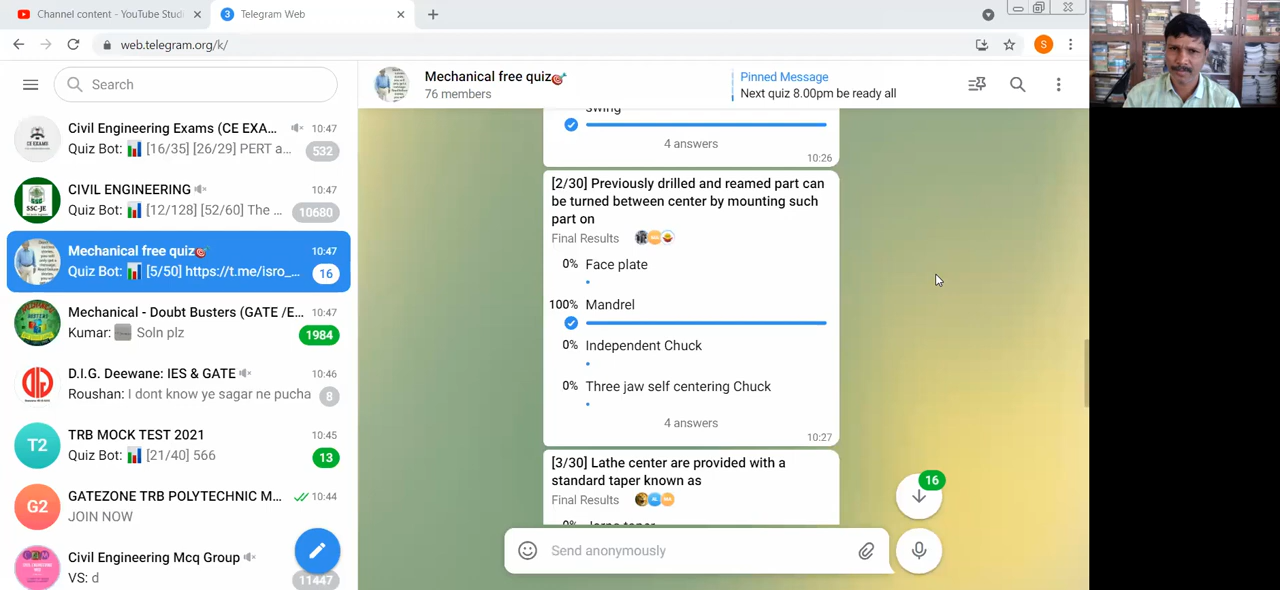 Channel content - YouTube Studi
3
Telegram Web
web.telegram.org/k/
S
Search
Civil Engineering Exams (CE EXA...
10:47
Quiz Bot: 📊 [16/35] [26/29] PERT a...
532
CIVIL ENGINEERING
10:47
Quiz Bot: 📊 [12/128] [52/60] The ...
10680
SSC-JE
Mechanical free quiz🎯
10:47
Quiz Bot: 📊 [5/50] https://t.me/isro_...
16
Mechanical - Doubt Busters (GATE /E...
10:47
Kumar: Soln plz
1984
D.I.G. Deewane: IES & GATE
10:46
Roushan: I dont know ye sagar ne pucha
8
T2
TRB MOCK TEST 2021
10:45
Quiz Bot: 📊 [21/40] 566
13
G2
GATEZONE TRB POLYTECHNIC M...
10:44
JOIN NOW
Civil Engineering Mcq Group
VS: d
11447
Mechanical free quiz🎯
76 members
Pinned Message
Next quiz 8.00pm be ready all
swing
4 answers
10:26
[2/30] Previously drilled and reamed part can
be turned between center by mounting such
part on
Final Results
0% Face plate
100% Mandrel
0% Independent Chuck
0% Three jaw self centering Chuck
4 answers
10:27
[3/30] Lathe center are provided with a
standard taper known as
Final Results
16
Send anonymously